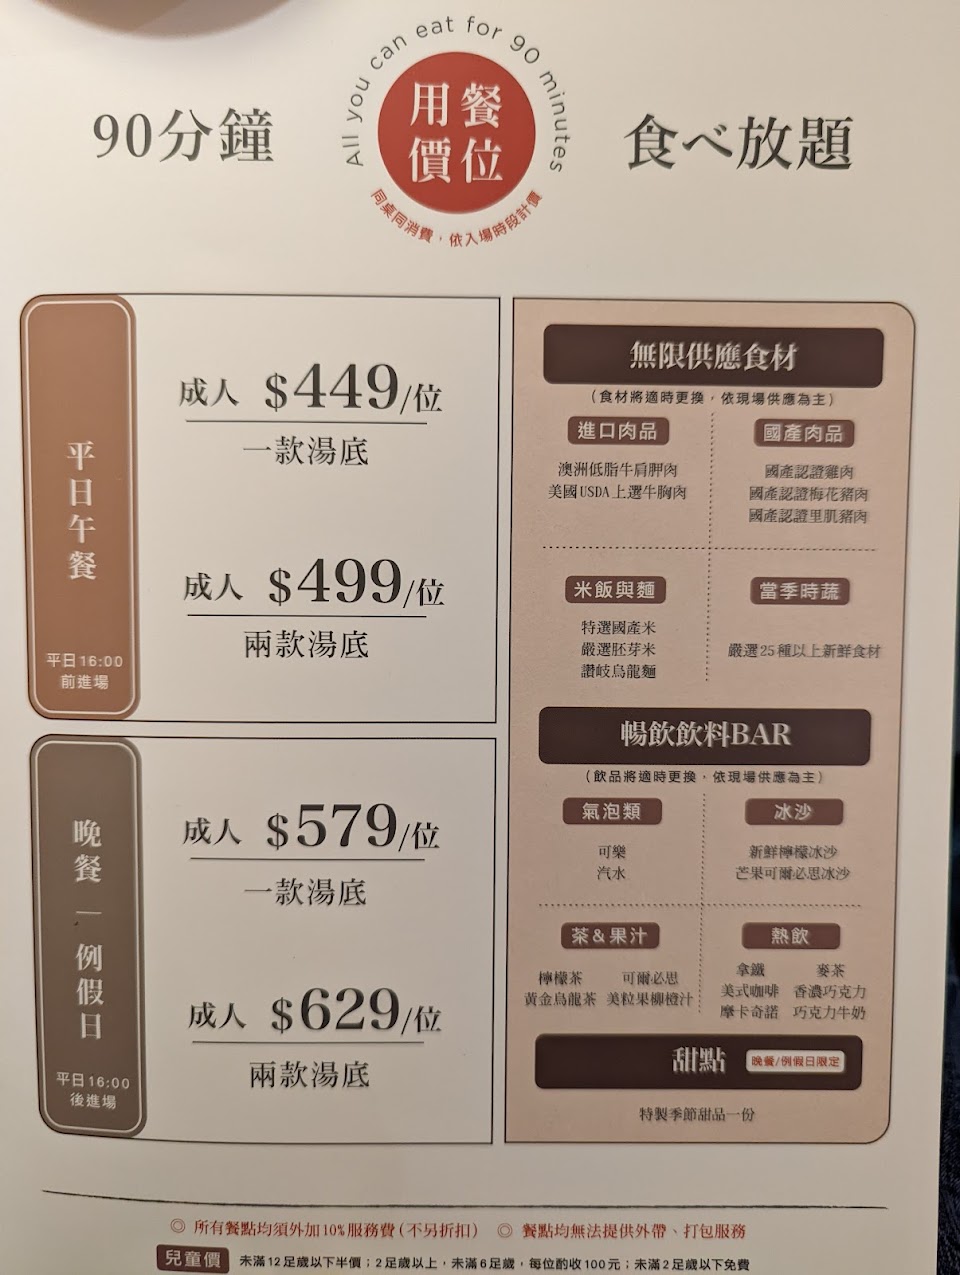 All you can eat for 90 minutes
90分鐘
用餐
價位
食べ放題
同桌同消費，依入場時段計價
平日午餐
平日16:00
前進場
成人 $449/位
一款湯底
成人 $499/位
兩款湯底
晚餐｜例假日
平日16:00
後進場
成人 $579/位
一款湯底
成人 $629/位
兩款湯底
無限供應食材
(食材將適時更換，依現場供應為主)
進口肉品
澳洲低脂牛肩胛肉
美國USDA上選牛胸肉
國產肉品
國產認證雞肉
國產認證梅花豬肉
國產認證里肌豬肉
米飯與麵
特選國產米
嚴選胚芽米
讚岐烏龍麵
當季時蔬
嚴選25種以上新鮮食材
暢飲飲料BAR
(飲品將適時更換，依現場供應為主)
氣泡類
可樂
汽水
冰沙
新鮮檸檬冰沙
芒果可爾必思冰沙
茶&果汁
檸檬茶 可爾必思
黃金烏龍茶 美粒果柳橙汁
熱飲
拿鐵 麥茶
美式咖啡 香濃巧克力
摩卡奇諾 巧克力牛奶
甜點 晚餐/例假日限定
特製季節甜品一份
◎ 所有餐點均須外加10%服務費(不另折扣) ◎ 餐點均無法提供外帶、打包服務
兒童價 未滿12足歲以下半價；2足歲以上，未滿6足歲，每位酌收100元；未滿2足歲以下免費